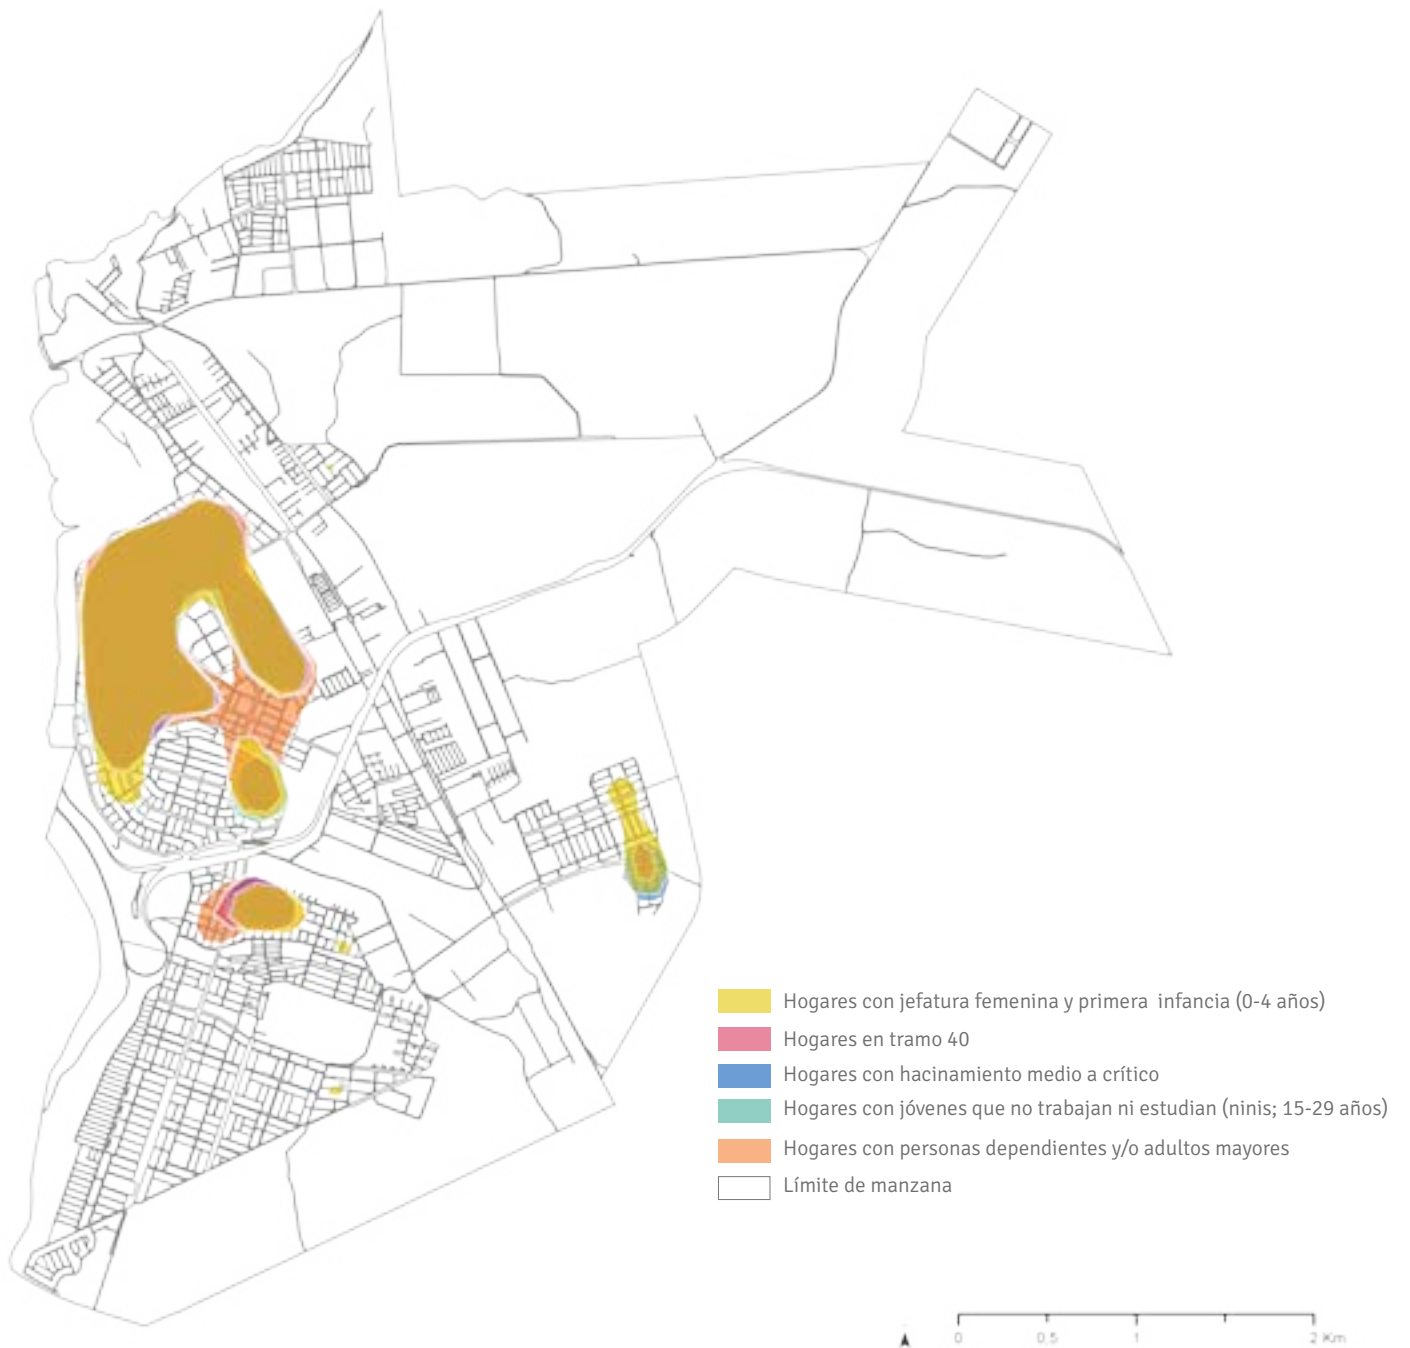 Hogares con jefatura femenina y primera infancia (0-4 años)
Hogares en tramo 40
Hogares con hacinamiento medio a crítico
Hogares con jóvenes que no trabajan ni estudian (ninis; 15-29 años)
Hogares con personas dependientes y/o adultos mayores
Límite de manzana
0 0,5 1 2 Km